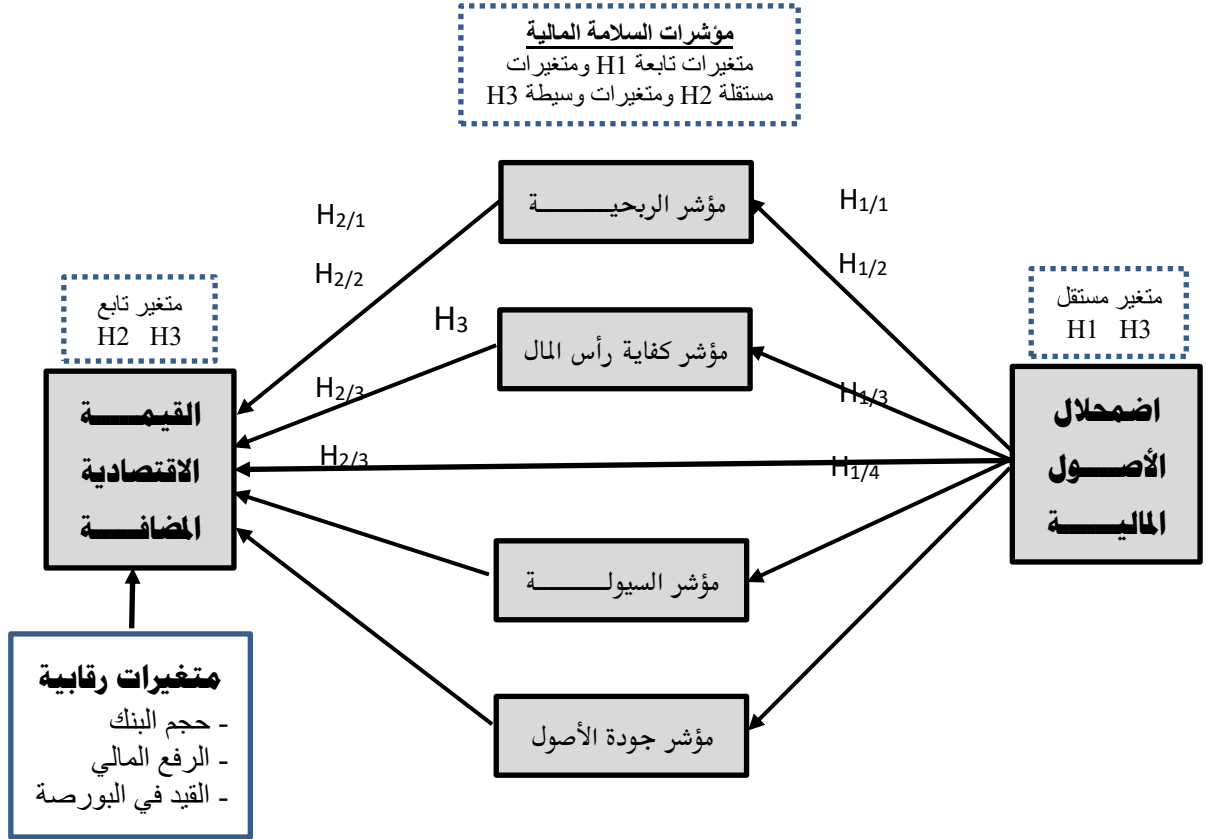 مؤشرات السلامة المالية
متغيرات تابعة H1 ومتغيرات
مستقلة H2 ومتغيرات وسيطة H3
مؤشر الربحيـــــــــة
H1/1
H2/1
H1/2
H2/2
متغير مستقل
H1 H3
متغير تابع
H2 H3
H3
مؤشر كفاية رأس المال
H1/3
H2/3
اضمحلال
الأصـــــول
الماليـــــــة
القيمـــــــة
الاقتصادية
المضافـــــة
H1/4
H2/3
مؤشر السيولـــــــــة
مؤشر جودة الأصول
متغيرات رقابية
- حجم البنك
- الرفع المالي
- القيد في البورصة